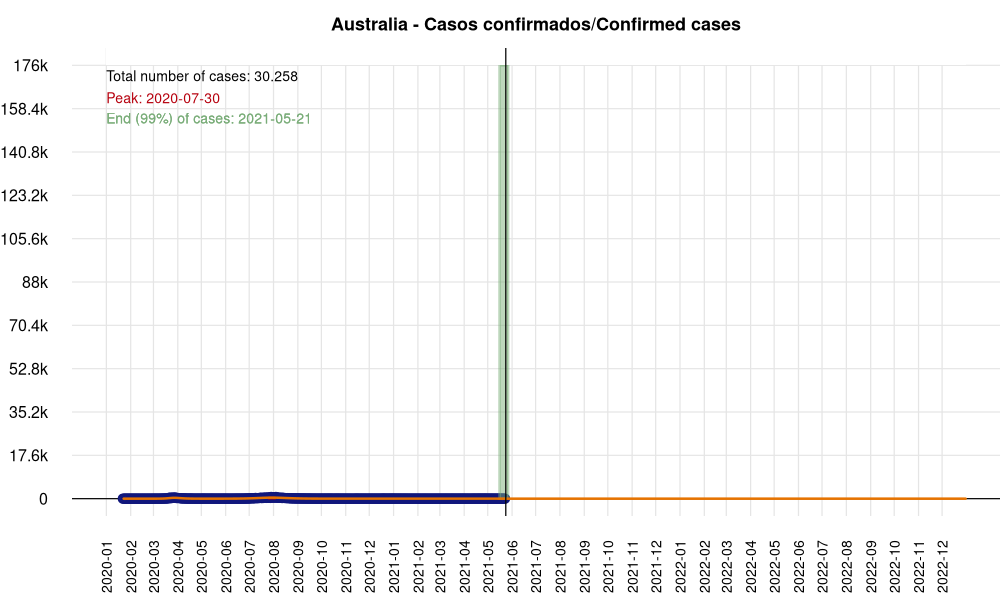 Australia - Casos confirmados/Confirmed cases
176k
Total number of cases: 30.258
Peak: 2020-07-30
158.4k
End (99%) of cases: 2021-05-21
140.8k
123.2k
105.6k
88k
70.4k
52.8k
35.2k
17.6k
0
2020-01
2020-02
2020-03
2020-04
2020-05
2020-06
2020-07
2020-08
2020-09
2020-10
2020-11
2020-12
2021-01
2021-02
2021-03
2021-04
2021-05
2021-06
2021-07
2021-08
2021-09
2021-10
2021-11
2021-12
2022-01
2022-02
2022-03
2022-04
2022-05
2022-06
2022-07
2022-08
2022-09
2022-10
2022-11
2022-12